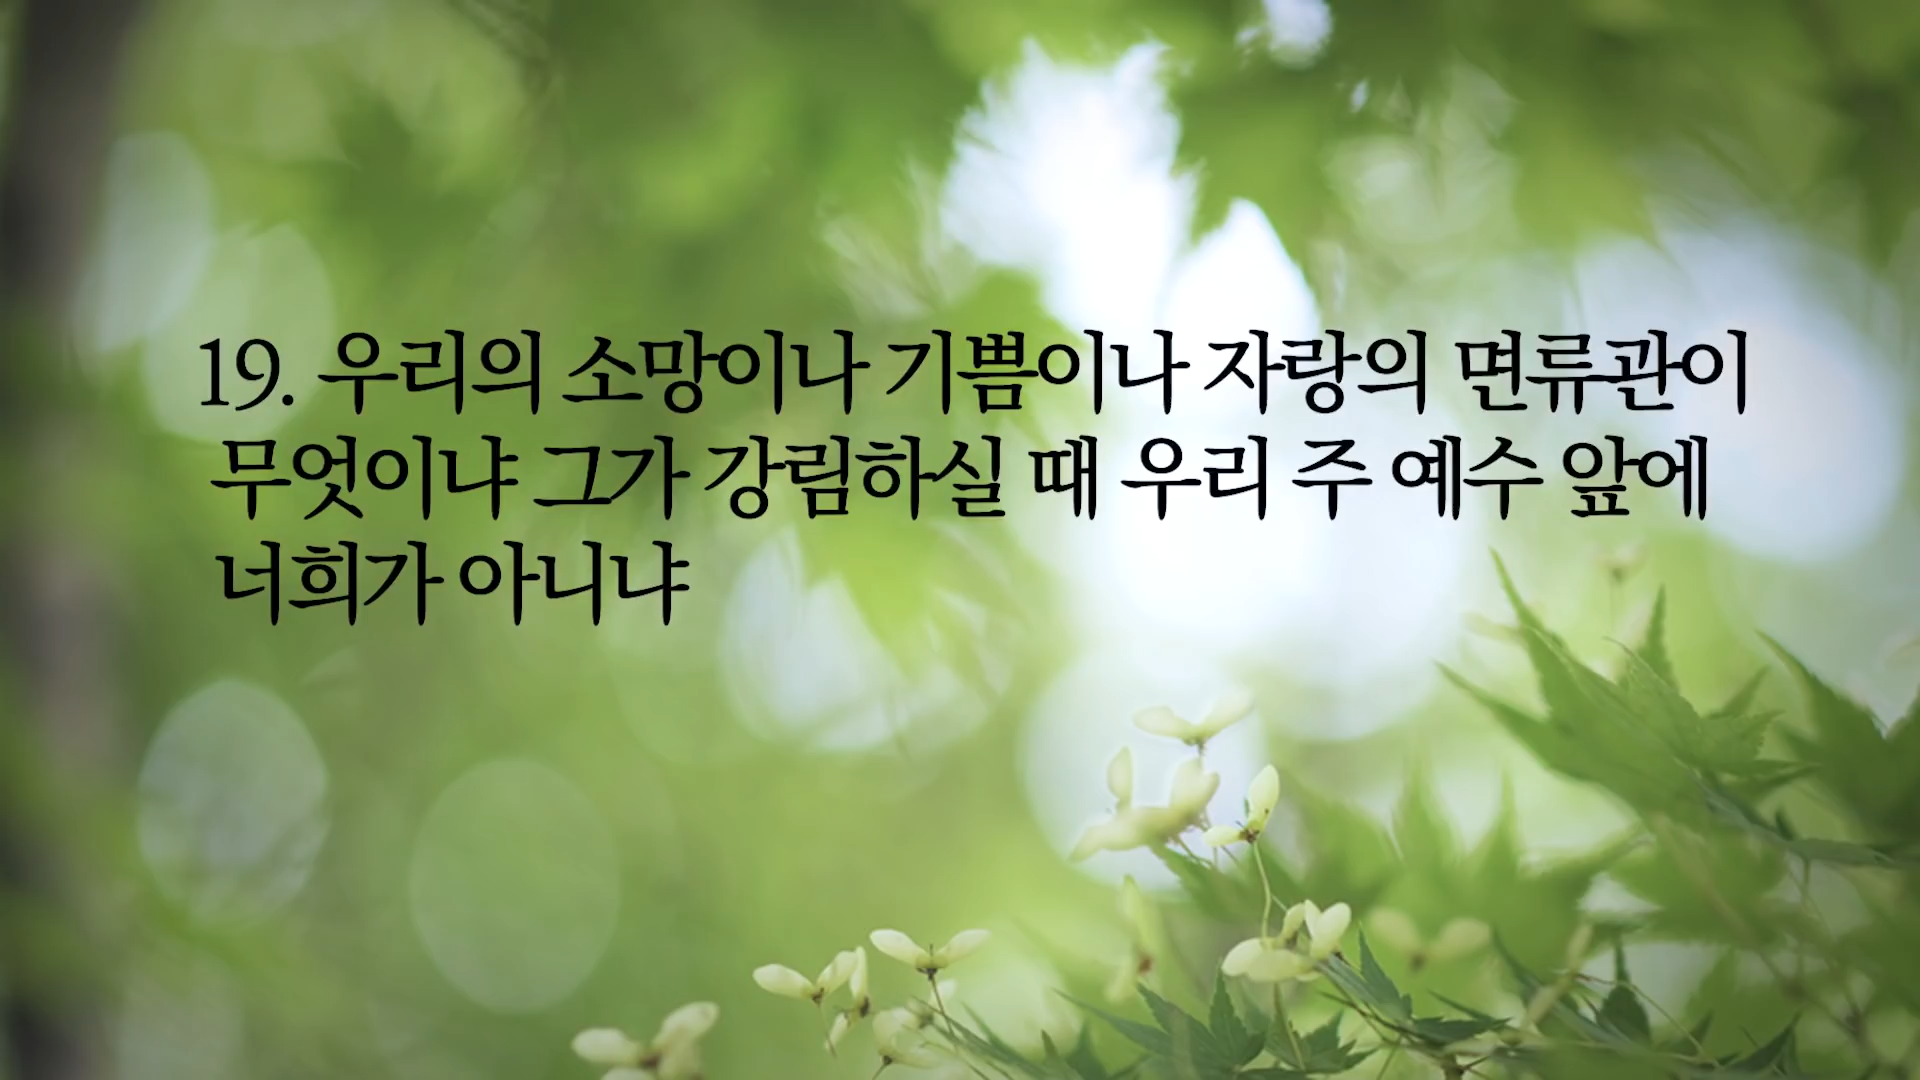 19. 우리의 소망이나 기쁨이나 자랑의 면류관이
무엇이냐 그가 강림하실 때 우리 주 예수 앞에
너희가 아니냐